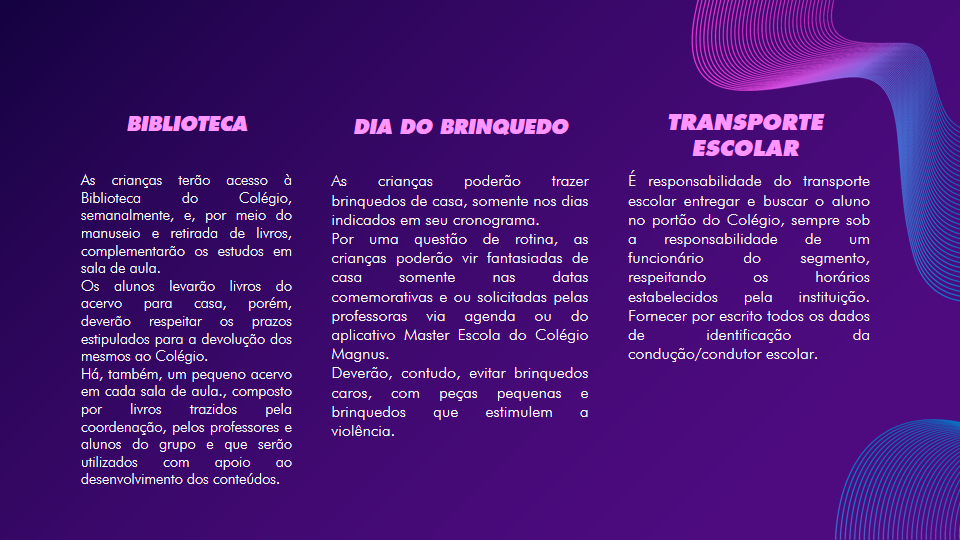 BIBLIOTECA
As crianças terão acesso à
Biblioteca do Colégio,
semanalmente, e, por meio do
manuseio e retirada de livros,
complementarão os estudos em
sala de aula.
Os alunos levarão livros do
acervo para casa, porém,
deverão respeitar os prazos
estipulados para a devolução dos
mesmos ao Colégio.
Há, também, um pequeno acervo
em cada sala de aula., composto
por livros trazidos pela
coordenação, pelos professores e
alunos do grupo e que serão
utilizados com apoio ao
desenvolvimento dos conteúdos.
DIA DO BRINQUEDO
As crianças poderão trazer
brinquedos de casa, somente nos dias
indicados em seu cronograma.
Por uma questão de rotina, as
crianças poderão vir fantasiadas de
casa somente nas datas
comemorativas e ou solicitadas pelas
professoras via agenda ou do
aplicativo Master Escola do Colégio
Magnus.
Deverão, contudo, evitar brinquedos
caros, com peças pequenas e
brinquedos que estimulem a
violência.
TRANSPORTE
ESCOLAR
É responsabilidade do transporte
escolar entregar e buscar o aluno
no portão do Colégio, sempre sob
a responsabilidade de um
funcionário do segmento,
respeitando os horários
estabelecidos pela instituição.
Fornecer por escrito todos os dados
de identificação da
condução/condutor escolar.